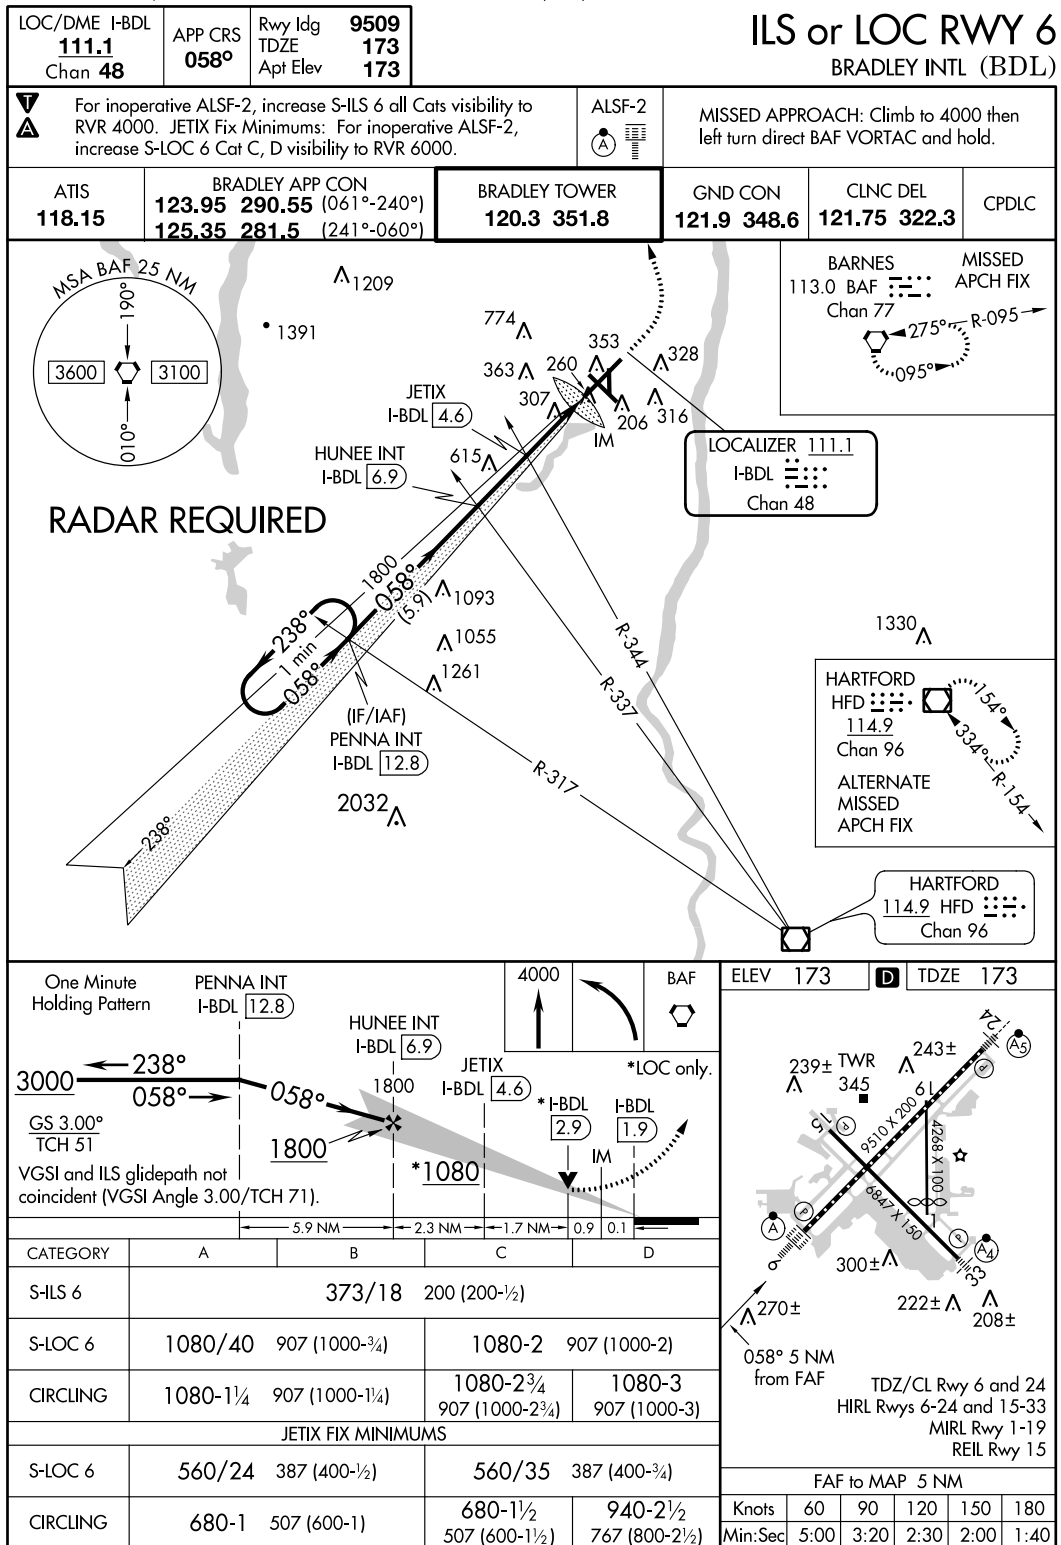 LOC/DME I-BDL
111.1
Chan 48
APP CRS
058°
Rwy ldg 9509
TDZE 173
Apt Elev 173
ILS or LOC RWY 6
BRADLEY INTL (BDL)
T
A
For inoperative ALSF-2, increase S-ILS 6 all Cats visibility to
RVR 4000. JETIX Fix Minimums: For inoperative ALSF-2,
increase S-LOC 6 Cat C, D visibility to RVR 6000.
ALSF-2
A
MISSED APPROACH: Climb to 4000 then
left turn direct BAF VORTAC and hold.
ATIS
118.15
BRADLEY APP CON
123.95 290.55 (061°-240°)
125.35 281.5 (241°-060°)
BRADLEY TOWER
120.3 351.8
GND CON
121.9 348.6
CLNC DEL
121.75 322.3
CPDLC
MSA BAF 25 NM
190°
3600
3100
010°
1209
1391
774
363
260
353
328
307
206
316
IM
BARNES
113.0 BAF
Chan 77
MISSED
APCH FIX
275°
R-095
095°
JETIX
I-BDL 4.6
HUNEE INT
I-BDL 6.9
615
LOCALIZER 111.1
I-BDL
Chan 48
RADAR REQUIRED
1800
058°
(5.9)
1093
1055
1261
238°
1 min
058°
(IF/IAF)
PENNA INT
I-BDL 12.8
2032
238°
R-344
R-337
R-317
1330
HARTFORD
HFD
114.9
Chan 96
154°
334°
R-154
ALTERNATE
MISSED
APCH FIX
HARTFORD
114.9 HFD
Chan 96
One Minute
Holding Pattern
PENNA INT
I-BDL 12.8
HUNEE INT
I-BDL 6.9
JETIX
I-BDL 4.6
4000
BAF
*LOC only.
3000
238°
058°
058°
1800
1800
*1080
* I-BDL
2.9
I-BDL
1.9
IM
GS 3.00°
TCH 51
VGSI and ILS glidepath not
coincident (VGSI Angle 3.00/TCH 71).
5.9 NM
2.3 NM
1.7 NM
0.9
0.1
CATEGORY A B C D
S-ILS 6 373/18 200 (200-½)
S-LOC 6 1080/40 907 (1000-¾) 1080-2 907 (1000-2)
CIRCLING 1080-1¼ 907 (1000-1¼) 1080-2¾ 907 (1000-2¾) 1080-3 907 (1000-3)
JETIX FIX MINIMUMS
S-LOC 6 560/24 387 (400-½) 560/35 387 (400-¾)
CIRCLING 680-1 507 (600-1) 680-1½ 507 (600-1½) 940-2½ 767 (800-2½)
ELEV 173
D
TDZE 173
24
A5
P
243±
239±
TWR
345
19
15
P
9510 X 200
4268 X 100
6847 X 150
1
P
A
P
A4
6
33
300±
270±
222±
208±
058° 5 NM
from FAF
TDZ/CL Rwy 6 and 24
HIRL Rwys 6-24 and 15-33
MIRL Rwy 1-19
REIL Rwy 15
FAF to MAP 5 NM
Knots 60 90 120 150 180
Min:Sec 5:00 3:20 2:30 2:00 1:40